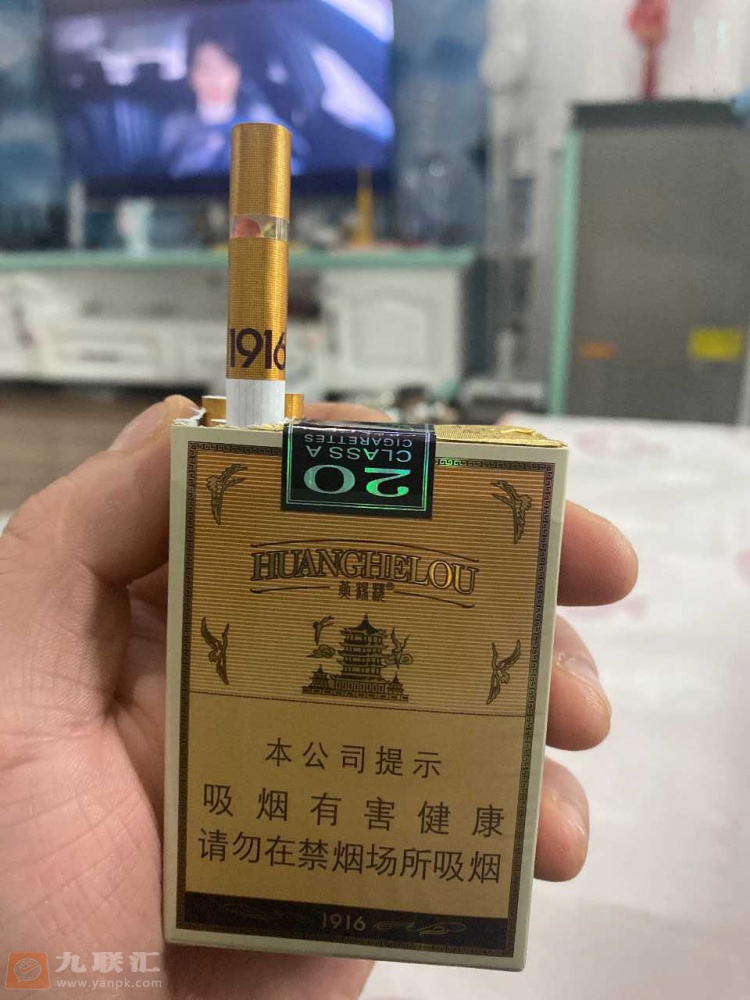 1916
20
CLASS A
CIGARETTES
HUANGHELOU
黄鹤楼
本公司提示
吸烟有害健康
请勿在禁烟场所吸烟
1916
九联汇
www.yanpk.com